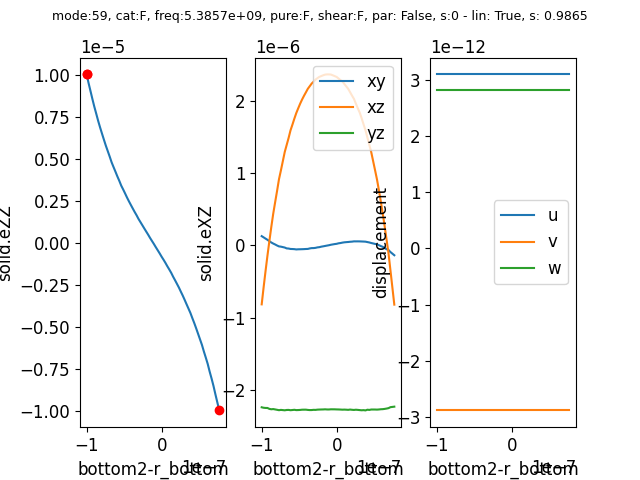 mode:59, cat:F, freq:5.3857e+09, pure:F, shear:F, par: False, s:0 - lin: True, s: 0.9865
1e−5
1.00
0.75
0.50
0.25
0.00
−0.25
−0.50
−0.75
−1.00
solid.eZZ
−1
0
1e−7
bottom2-r_bottom
1e−6
2
1
0
−1
−2
solid.eXZ
xy
xz
yz
−1
0
1e−7
bottom2-r_bottom
1e−12
3
2
1
0
−1
−2
−3
displacement
u
v
w
−1
0
1e−7
bottom2-r_bottom